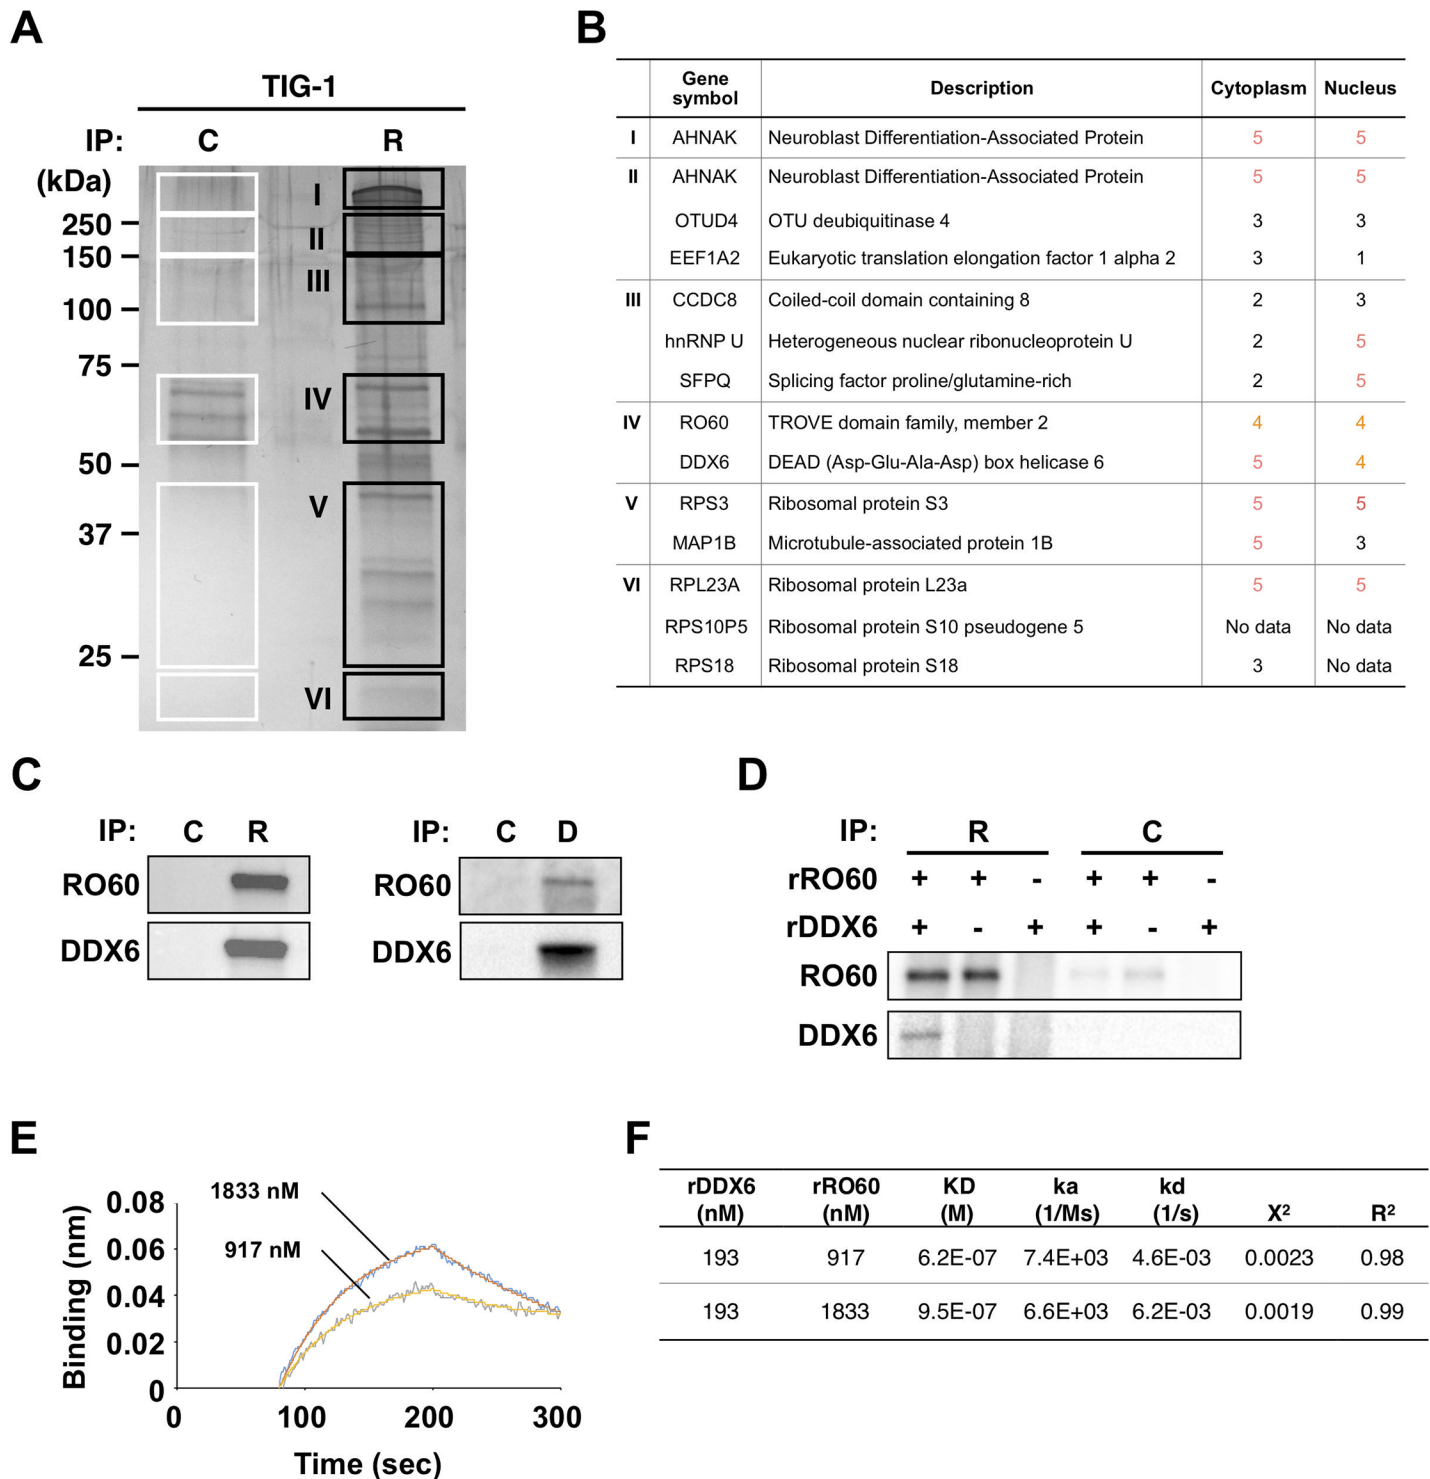 A
TIG-1
IP: C R
(kDa)
250
150
100
75
50
37
25
I
II
III
IV
V
VI
B
Gene symbol Description Cytoplasm Nucleus
I AHNAK Neuroblast Differentiation-Associated Protein 5 5
II AHNAK Neuroblast Differentiation-Associated Protein 5 5
OTUD4 OTU deubiquitinase 4 3 3
EEF1A2 Eukaryotic translation elongation factor 1 alpha 2 3 1
III CCDC8 Coiled-coil domain containing 8 2 3
hnRNP U Heterogeneous nuclear ribonucleoprotein U 2 5
SFPQ Splicing factor proline/glutamine-rich 2 5
IV RO60 TROVE domain family, member 2 4 4
DDX6 DEAD (Asp-Glu-Ala-Asp) box helicase 6 5 4
V RPS3 Ribosomal protein S3 5 5
MAP1B Microtubule-associated protein 1B 5 3
VI RPL23A Ribosomal protein L23a 5 5
RPS10P5 Ribosomal protein S10 pseudogene 5 No data No data
RPS18 Ribosomal protein S18 3 No data
C
IP: C R
RO60
DDX6
IP: C D
RO60
DDX6
D
IP: R C
rRO60 + + - + + -
rDDX6 + - + + - +
RO60
DDX6
E
1833 nM
917 nM
Binding (nm)
0.08
0.06
0.04
0.02
0
0 100 200 300
Time (sec)
F
rDDX6 rRO60 KD ka kd
(nM) (nM) (M) (1/Ms) (1/s) X² R²
193 917 6.2E-07 7.4E+03 4.6E-03 0.0023 0.98
193 1833 9.5E-07 6.6E+03 6.2E-03 0.0019 0.99